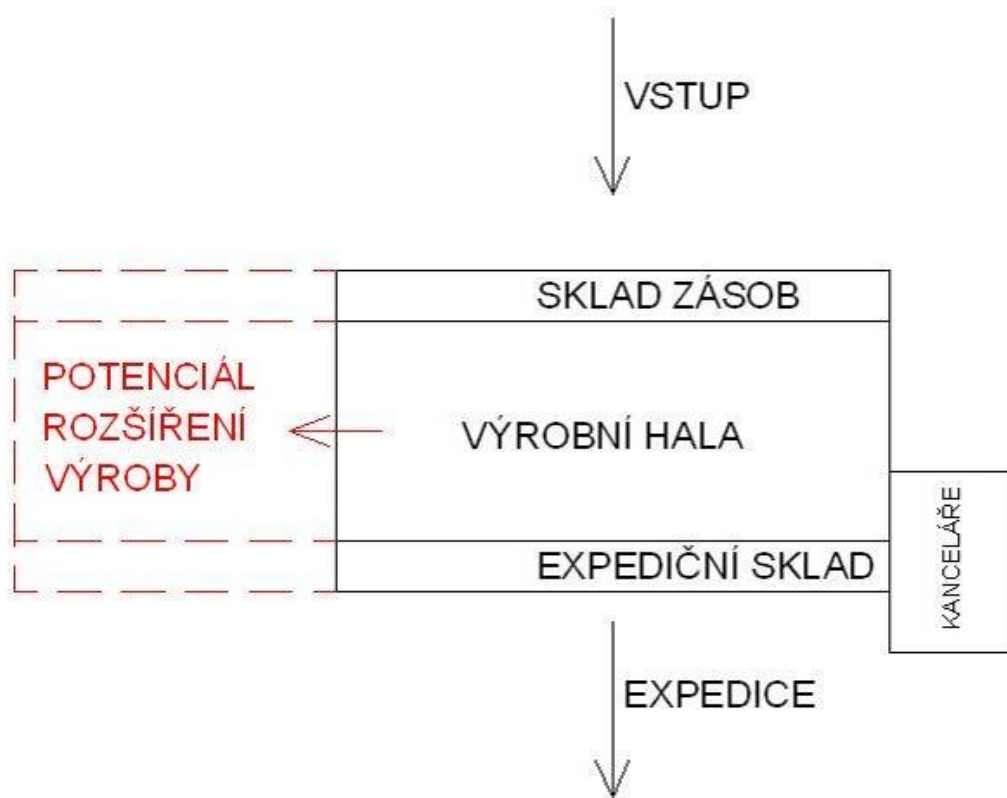 VSTUP
SKLAD ZÁSOB
POTENCIÁL
ROZŠÍŘENÍ
VÝROBY
VÝROBNÍ HALA
KANCELÁŘE
EXPEDIČNÍ SKLAD
EXPEDICE